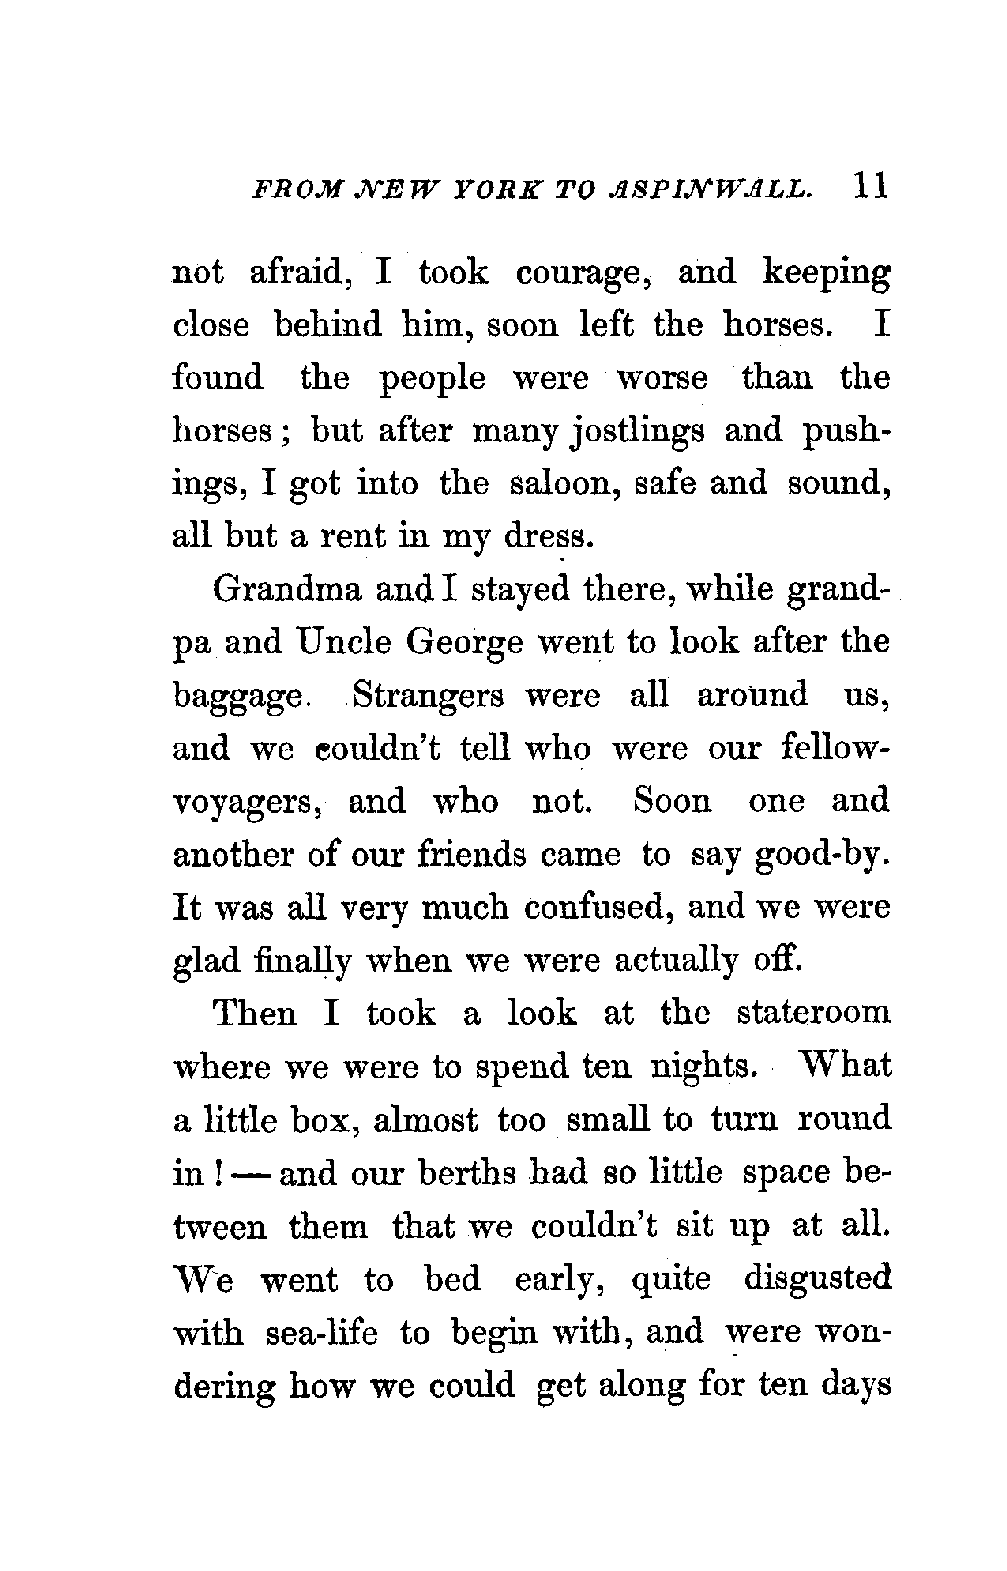 FROM NEW YORK TO ASPINWALL. 11
not afraid, I took courage, and keeping
close behind him, soon left the horses. I
found the people were worse than the
horses; but after many jostlings and push-
ings, I got into the saloon, safe and sound,
all but a rent in my dress.
Grandma and I stayed there, while grand-
pa and Uncle George went to look after the
baggage. Strangers were all around us,
and we couldn't tell who were our fellow-
voyagers, and who not. Soon one and
another of our friends came to say good-by.
It was all very much confused, and we were
glad finally when we were actually off.
Then I took a look at the stateroom
where we were to spend ten nights. What
a little box, almost too small to turn round
in!—and our berths had so little space be-
tween them that we couldn't sit up at all.
We went to bed early, quite disgusted
with sea-life to begin with, and were won-
dering how we could get along for ten days